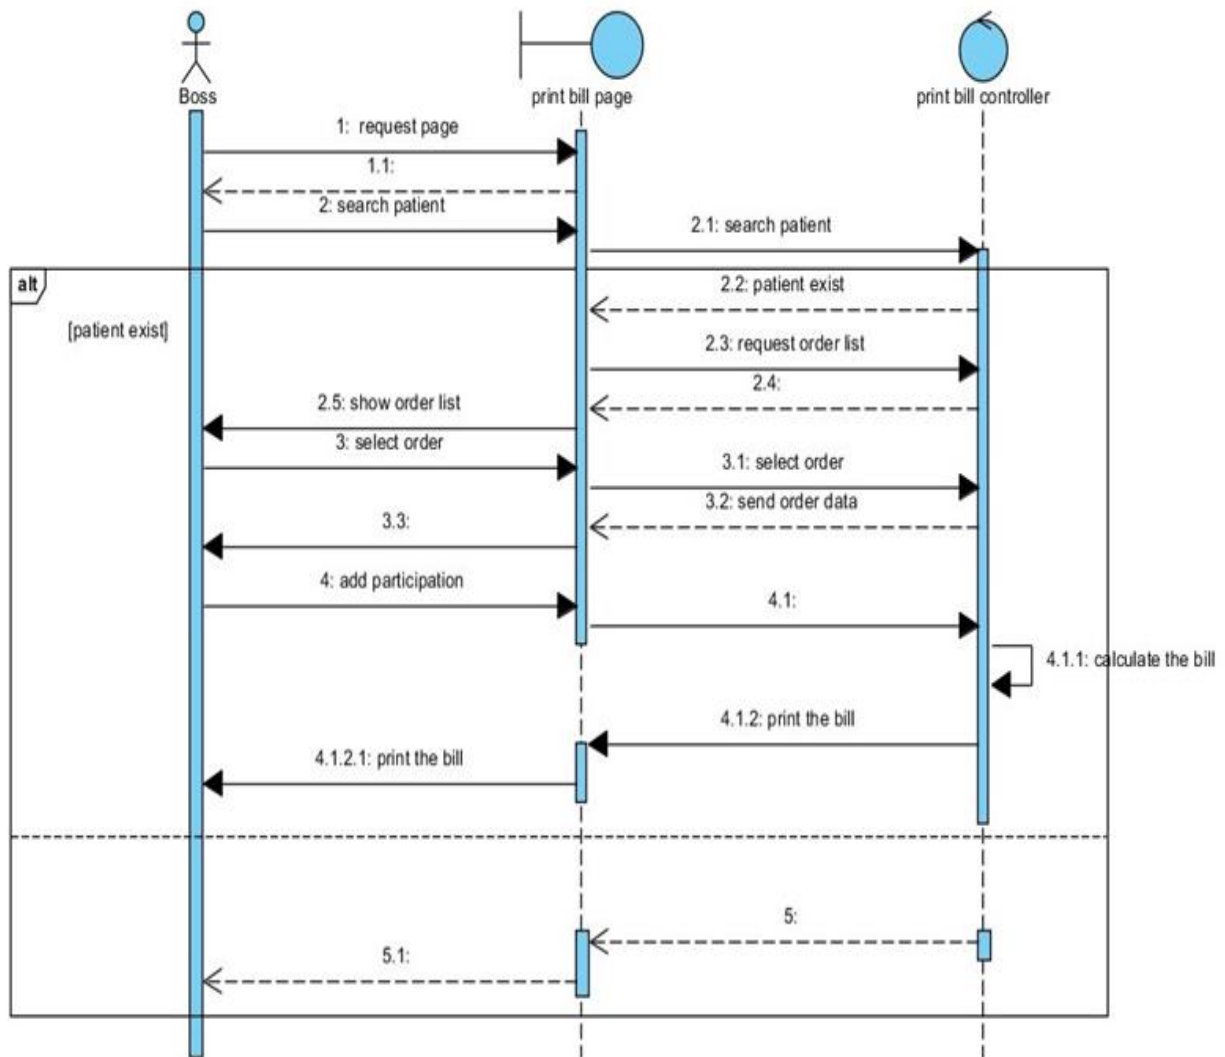 Boss
print bill page
print bill controller
1: request page
1.1:
2: search patient
2.1: search patient
alt
2.2: patient exist
[patient exist]
2.3: request order list
2.4:
2.5: show order list
3: select order
3.1: select order
3.2: send order data
3.3:
4: add participation
4.1:
4.1.1: calculate the bill
4.1.2: print the bill
4.1.2.1: print the bill
5:
5.1: